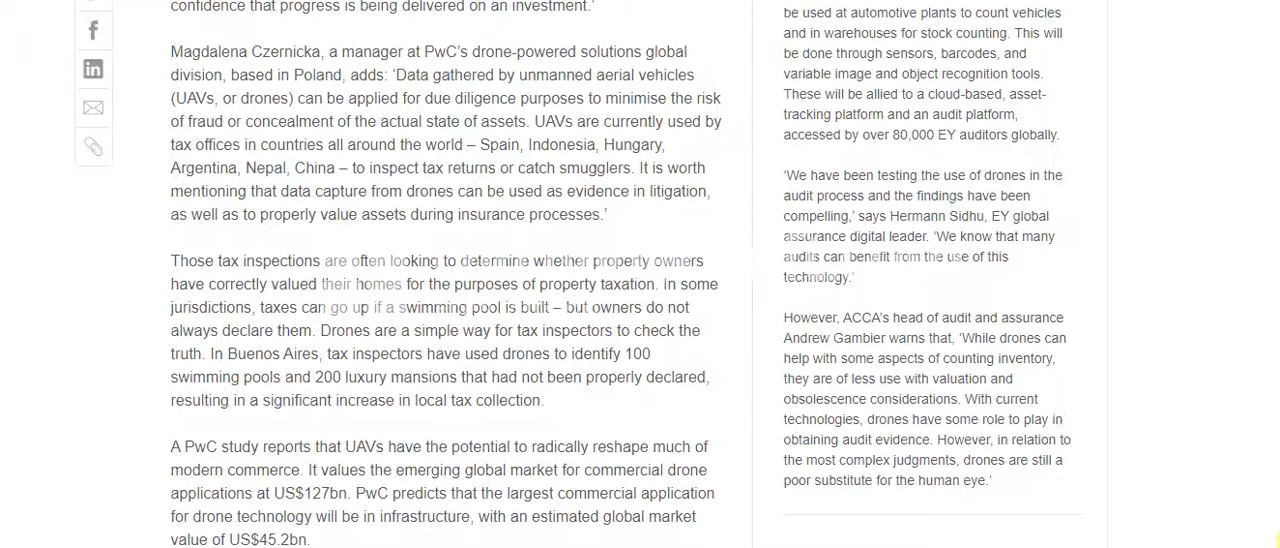 confidence that progress is being delivered on an investment.’
Magdalena Czernicka, a manager at PwC’s drone-powered solutions global
division, based in Poland, adds: ‘Data gathered by unmanned aerial vehicles
(UAVs, or drones) can be applied for due diligence purposes to minimise the risk
of fraud or concealment of the actual state of assets. UAVs are currently used by
tax offices in countries all around the world – Spain, Indonesia, Hungary,
Argentina, Nepal, China – to inspect tax returns or catch smugglers. It is worth
mentioning that data capture from drones can be used as evidence in litigation,
as well as to properly value assets during insurance processes.’
Those tax inspections are often looking to determine whether property owners
have correctly valued their homes for the purposes of property taxation. In some
jurisdictions, taxes can go up if a swimming pool is built – but owners do not
always declare them. Drones are a simple way for tax inspectors to check the
truth. In Buenos Aires, tax inspectors have used drones to identify 100
swimming pools and 200 luxury mansions that had not been properly declared,
resulting in a significant increase in local tax collection.
A PwC study reports that UAVs have the potential to radically reshape much of
modern commerce. It values the emerging global market for commercial drone
applications at US$127bn. PwC predicts that the largest commercial application
for drone technology will be in infrastructure, with an estimated global market
value of US$45.2bn.
be used at automotive plants to count vehicles
and in warehouses for stock counting. This will
be done through sensors, barcodes, and
variable image and object recognition tools.
These will be allied to a cloud-based, asset-
tracking platform and an audit platform,
accessed by over 80,000 EY auditors globally.
‘We have been testing the use of drones in the
audit process and the findings have been
compelling,’ says Hermann Sidhu, EY global
assurance digital leader. ‘We know that many
audits can benefit from the use of this
technology.’
However, ACCA’s head of audit and assurance
Andrew Gambier warns that, ‘While drones can
help with some aspects of counting inventory,
they are of less use with valuation and
obsolescence considerations. With current
technologies, drones have some role to play in
obtaining audit evidence. However, in relation to
the most complex judgments, drones are still a
poor substitute for the human eye.’